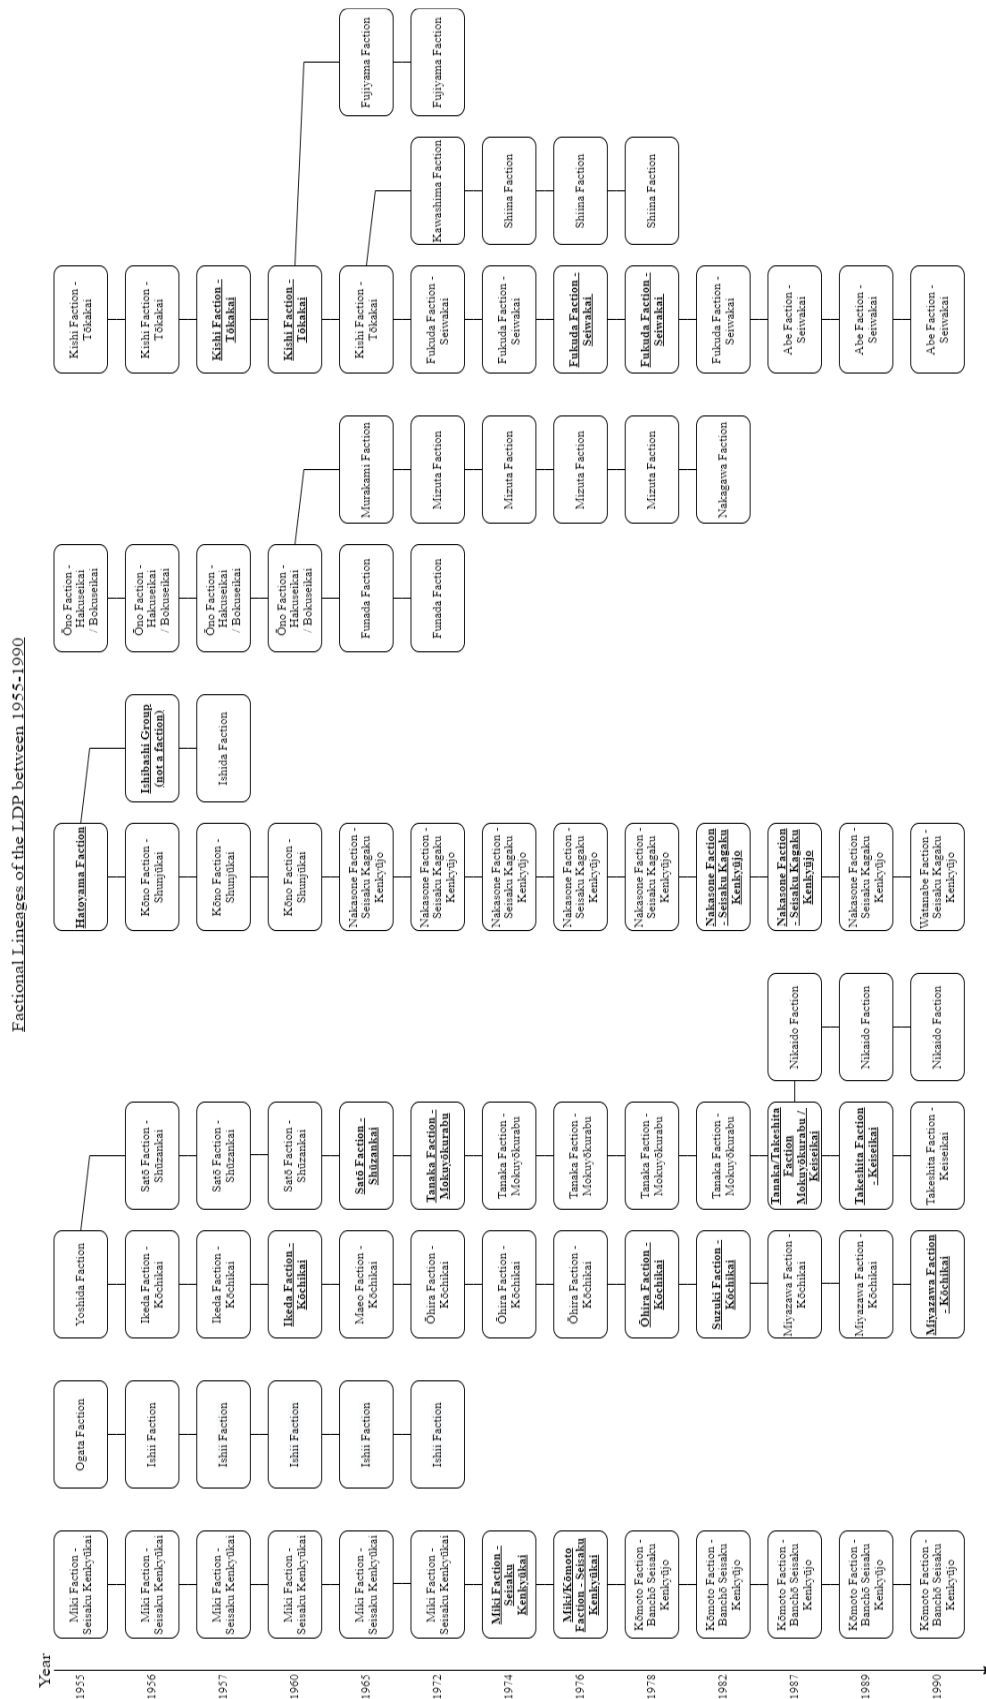 Factional Lineages of the LDP between 1955-1990
Year
1955
Miki Faction -
Seisaku Kenkyūkai
Ogata Faction
Yoshida Faction
Hatoyama Faction
Ōno Faction -
Hakuseikai
/ Bokuseikai
Kishi Faction -
Tōkakai
1956
Miki Faction -
Seisaku Kenkyūkai
Ishii Faction
Ikeda Faction -
Kōchikai
Satō Faction -
Shūzankai
Kōno Faction -
Shunjūkai
Ishibashi Group
(not a faction)
Ōno Faction -
Hakuseikai
/ Bokuseikai
Kishi Faction -
Tōkakai
1957
Miki Faction -
Seisaku Kenkyūkai
Ishii Faction
Ikeda Faction -
Kōchikai
Satō Faction -
Shūzankai
Kōno Faction -
Shunjūkai
Ishida Faction
Ōno Faction -
Hakuseikai
/ Bokuseikai
Kishi Faction -
Tōkakai
1960
Miki Faction -
Seisaku Kenkyūkai
Ishii Faction
Ikeda Faction -
Kōchikai
Satō Faction -
Shūzankai
Kōno Faction -
Shunjūkai
Ōno Faction -
Hakuseikai
/ Bokuseikai
Kishi Faction -
Tōkakai
1965
Miki Faction -
Seisaku Kenkyūkai
Ishii Faction
Maeo Faction -
Kōchikai
Satō Faction -
Shūzankai
Nakasone Faction -
Seisaku Kagaku
Kenkyūjo
Funada Faction
Murakami Faction
Kishi Faction -
Tōkakai
Fujiyama Faction
1972
Miki Faction -
Seisaku Kenkyūkai
Ishii Faction
Ōhira Faction -
Kōchikai
Tanaka Faction -
Mokuyōkurabu
Nakasone Faction -
Seisaku Kagaku
Kenkyūjo
Funada Faction
Mizuta Faction
Fukuda Faction -
Seiwakai
Kawashima Faction
Fujiyama Faction
1974
Miki Faction -
Seisaku
Kenkyūkai
Ōhira Faction -
Kōchikai
Tanaka Faction -
Mokuyōkurabu
Nakasone Faction -
Seisaku Kagaku
Kenkyūjo
Mizuta Faction
Fukuda Faction -
Seiwakai
Shiina Faction
1976
Miki/Kōmoto
Faction - Seisaku
Kenkyūkai
Ōhira Faction -
Kōchikai
Tanaka Faction -
Mokuyōkurabu
Nakasone Faction -
Seisaku Kagaku
Kenkyūjo
Mizuta Faction
Fukuda Faction -
Seiwakai
Shiina Faction
1978
Kōmoto Faction -
Banchō Seisaku
Kenkyūjo
Ōhira Faction -
Kōchikai
Tanaka Faction -
Mokuyōkurabu
Nakasone Faction -
Seisaku Kagaku
Kenkyūjo
Mizuta Faction
Fukuda Faction -
Seiwakai
Shiina Faction
1982
Kōmoto Faction -
Banchō Seisaku
Kenkyūjo
Suzuki Faction -
Kōchikai
Tanaka Faction -
Mokuyōkurabu
Nakasone Faction
- Seisaku Kagaku
Kenkyūjo
Nakagawa Faction
Fukuda Faction -
Seiwakai
1987
Kōmoto Faction -
Banchō Seisaku
Kenkyūjo
Miyazawa Faction -
Kōchikai
Tanaka/Takeshita
Faction
Mokuyōkurabu /
Keiseikai
Nikaido Faction
Nakasone Faction
- Seisaku Kagaku
Kenkyūjo
Abe Faction -
Seiwakai
1989
Kōmoto Faction -
Banchō Seisaku
Kenkyūjo
Miyazawa Faction -
Kōchikai
Takeshita Faction
- Keiseikai
Nikaido Faction
Nakasone Faction -
Seisaku Kagaku
Kenkyūjo
Abe Faction -
Seiwakai
1990
Kōmoto Faction -
Banchō Seisaku
Kenkyūjo
Miyazawa Faction
- Kōchikai
Takeshita Faction -
Keiseikai
Nikaido Faction
Watanabe Faction -
Seisaku Kagaku
Kenkyūjo
Abe Faction -
Seiwakai